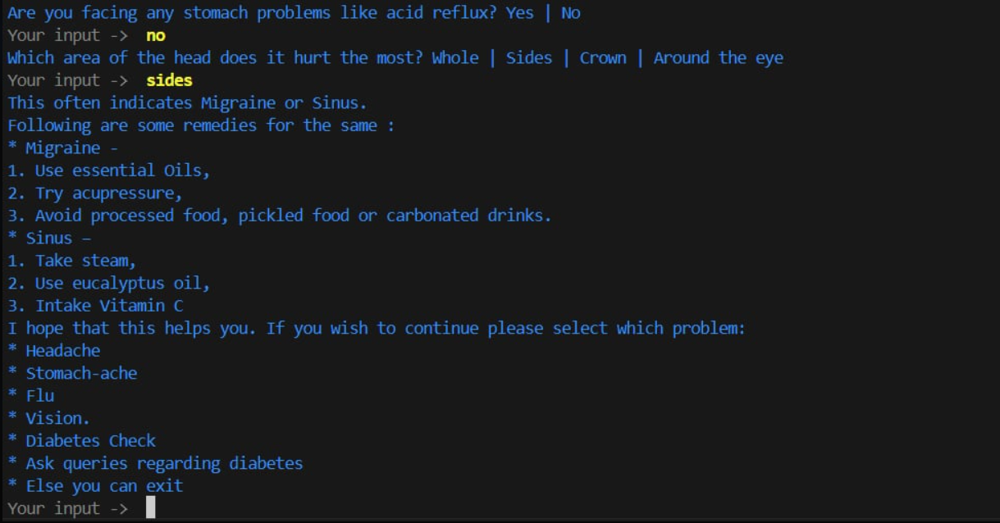 Are you facing any stomach problems like acid reflux? Yes | No
Your input -> no
Which area of the head does it hurt the most? Whole | Sides | Crown | Around the eye
Your input -> sides
This often indicates Migraine or Sinus.
Following are some remedies for the same :
* Migraine -
1. Use essential Oils,
2. Try acupressure,
3. Avoid processed food, pickled food or carbonated drinks.
* Sinus –
1. Take steam,
2. Use eucalyptus oil,
3. Intake Vitamin C
I hope that this helps you. If you wish to continue please select which problem:
* Headache
* Stomach-ache
* Flu
* Vision.
* Diabetes Check
* Ask queries regarding diabetes
* Else you can exit
Your input ->